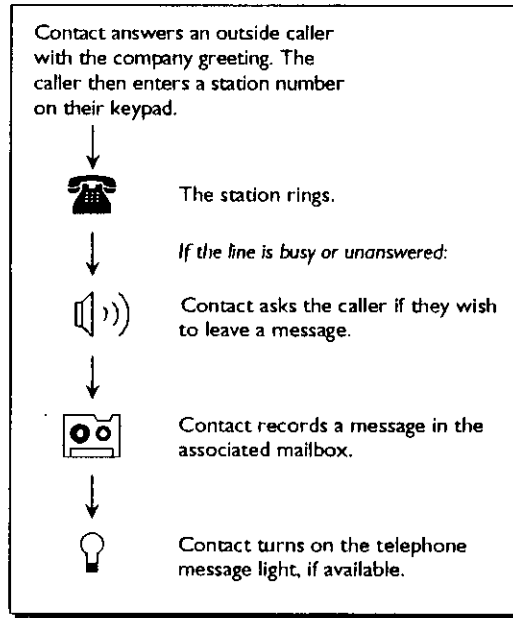 Contact answers an outside caller
with the company greeting. The
caller then enters a station number
on their keypad.
The station rings.
If the line is busy or unanswered:
Contact asks the caller if they wish
to leave a message.
Contact records a message in the
associated mailbox.
Contact turns on the telephone
message light, if available.